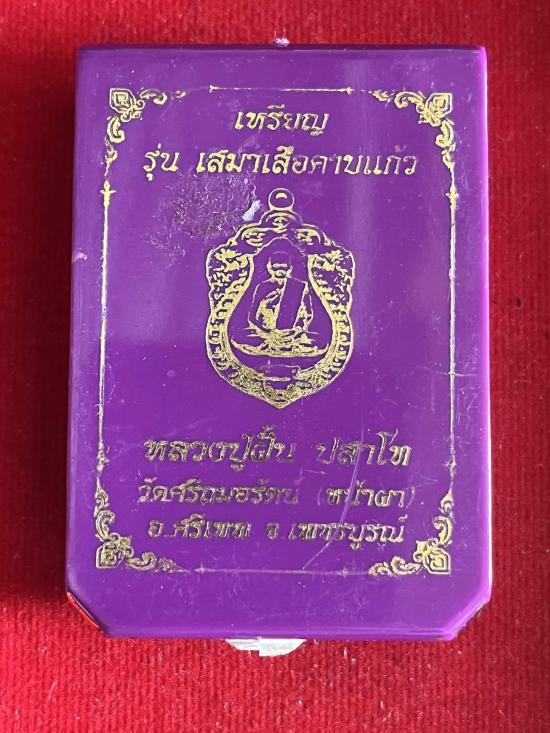 เหรียญ
รุ่น เสมาเสือคาบแก้ว
หลวงปู่ฝั้น ปสาโท
วัดศรีถมอรัตน์ (หน้าผา)
อ.ศรีเทพ จ.เพชรบูรณ์